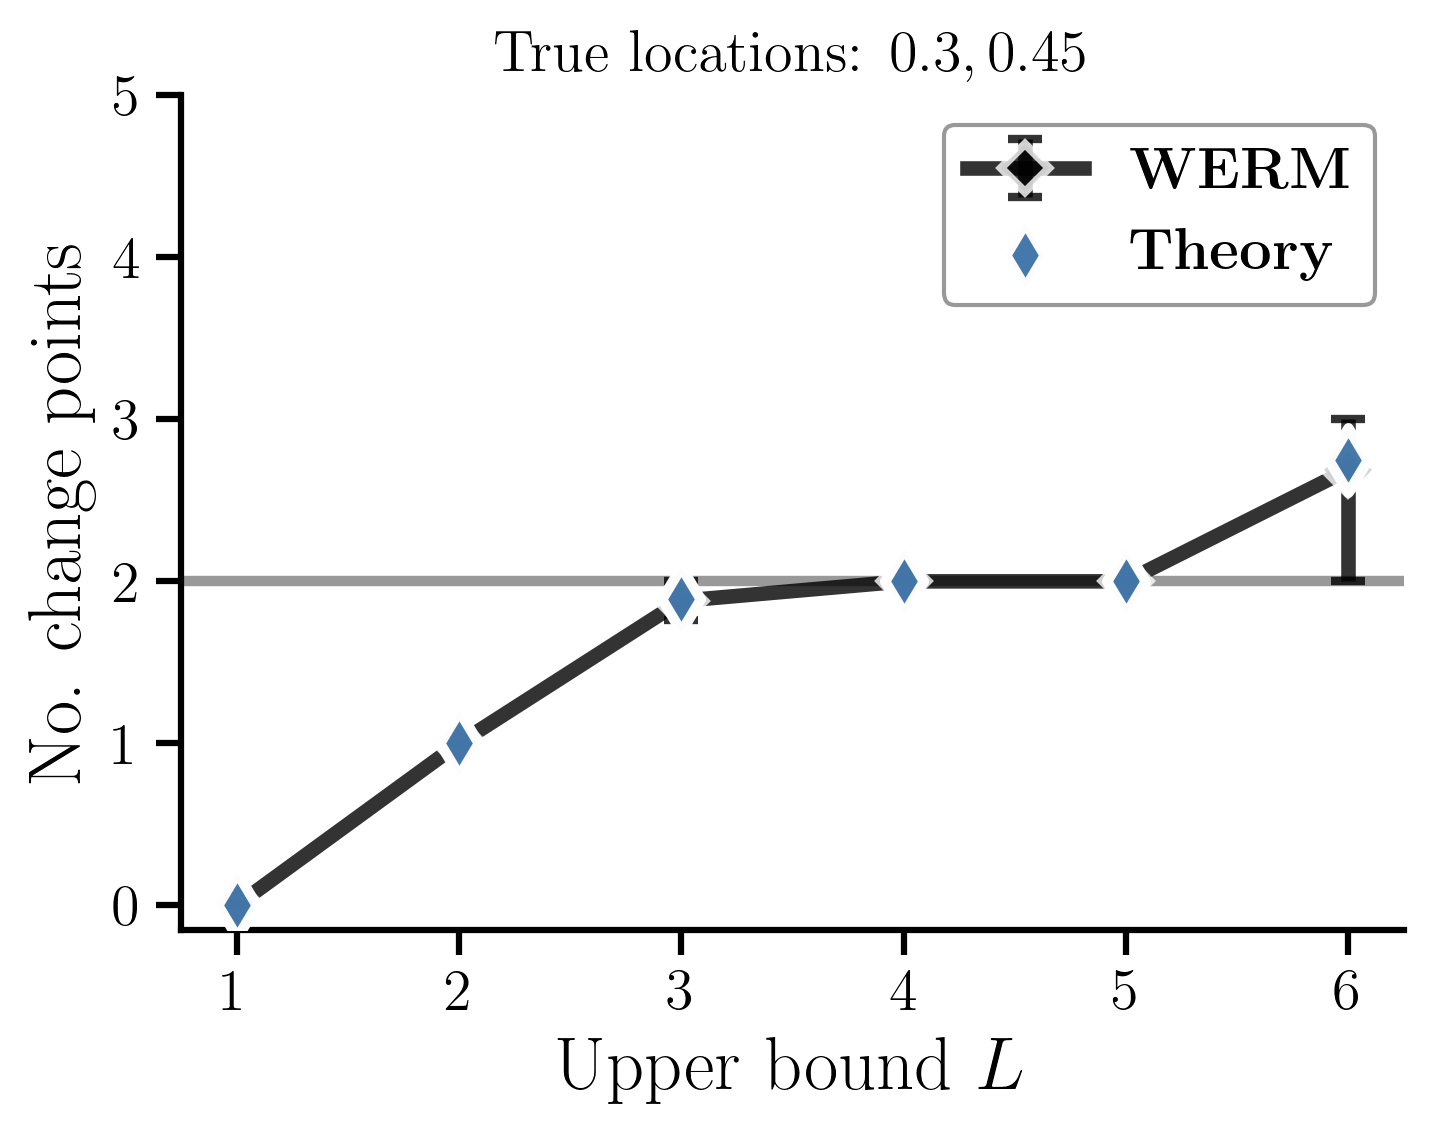 True locations: 0.3, 0.45
5
4
3
2
1
0
No. change points
WERM
Theory
1 2 3 4 5 6
Upper bound L